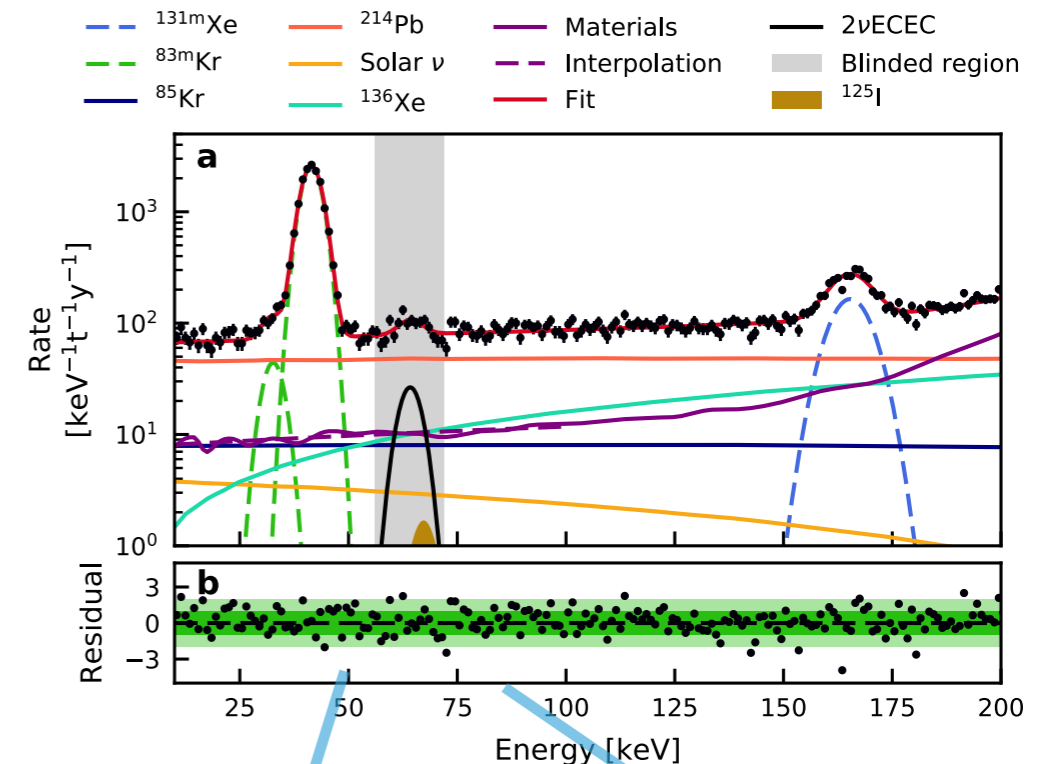 ¹³¹ᵐXe ²¹⁴Pb Materials 2νECEC
⁸³ᵐKr Solar ν Interpolation Blinded region
⁸⁵Kr ¹³⁶Xe Fit ¹²⁵I
a
Rate
[keV⁻¹t⁻¹y⁻¹]
10³
10²
10¹
10⁰
b
Residual
3
0
−3
25 50 75 100 125 150 175 200
Energy [keV]